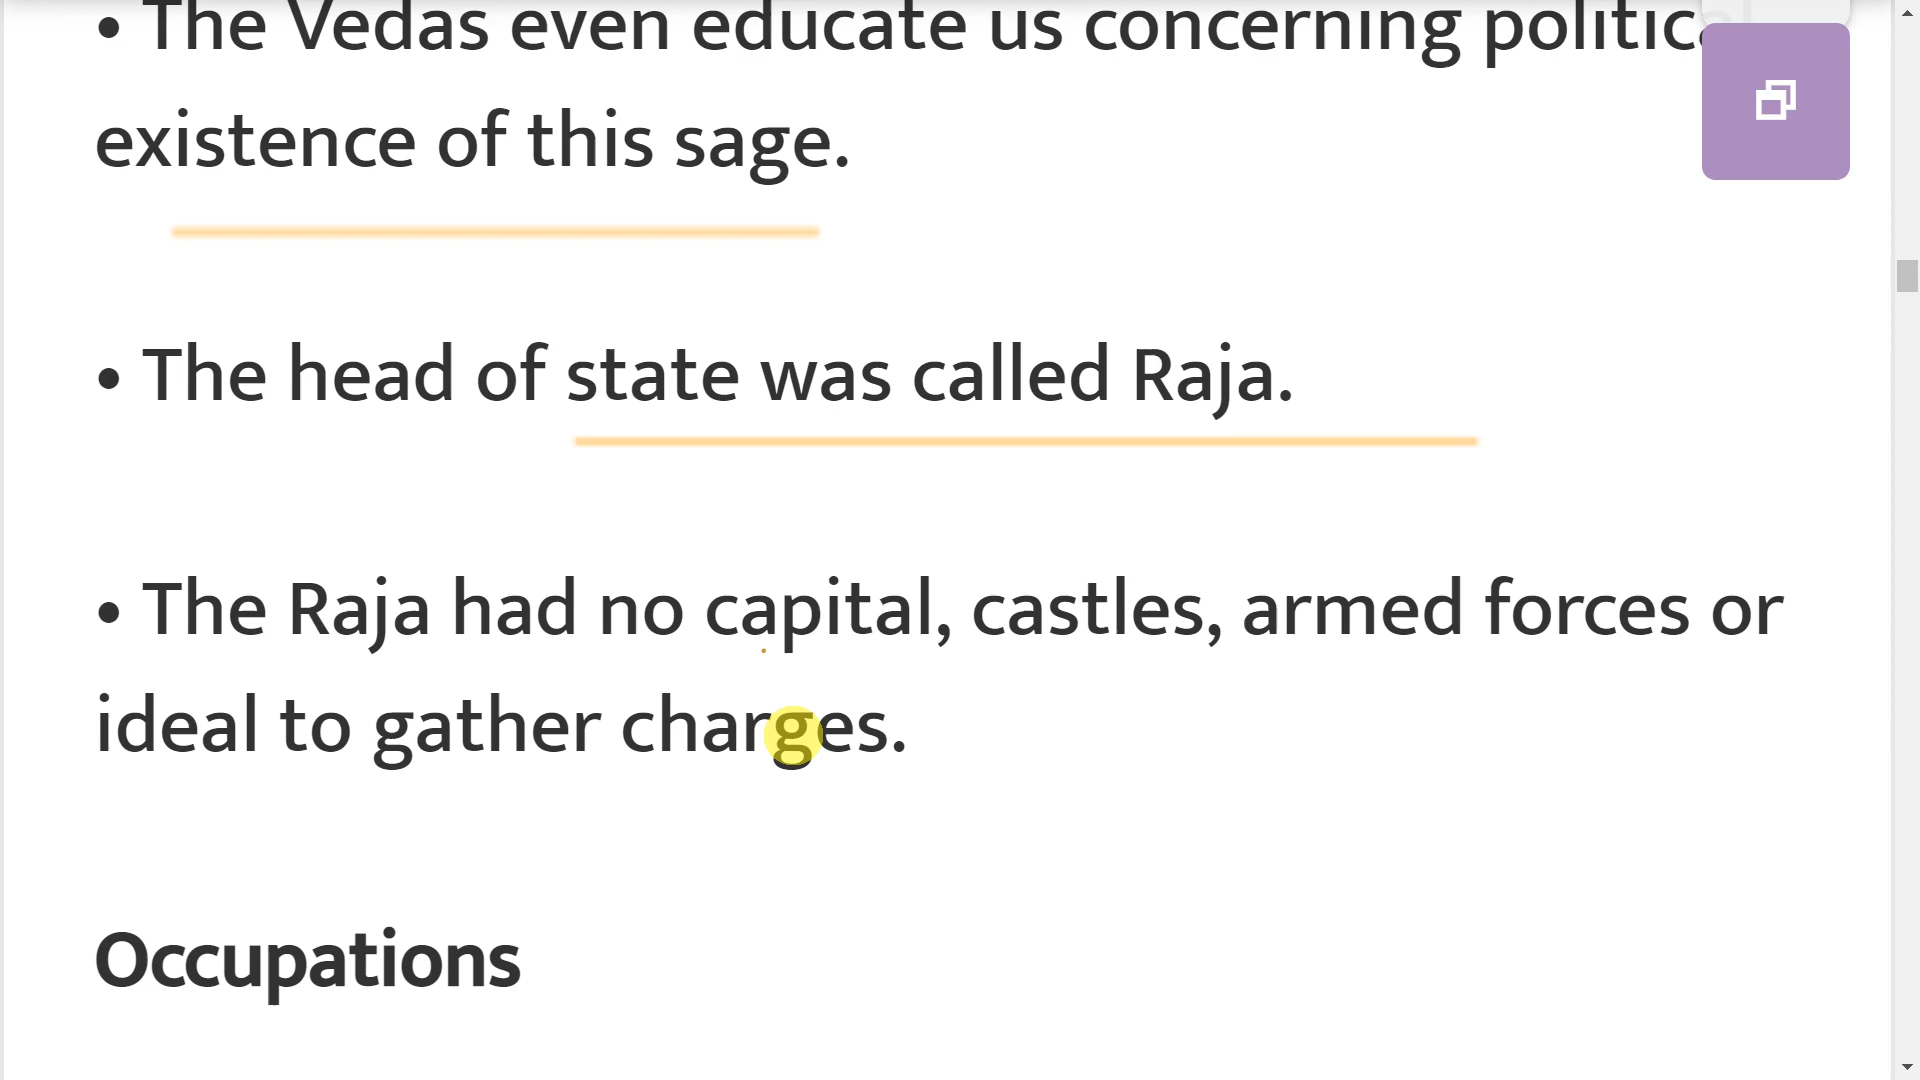 • The Vedas even educate us concerning political
existence of this sage.
• The head of state was called Raja.
• The Raja had no capital, castles, armed forces or
ideal to gather charges.
Occupations